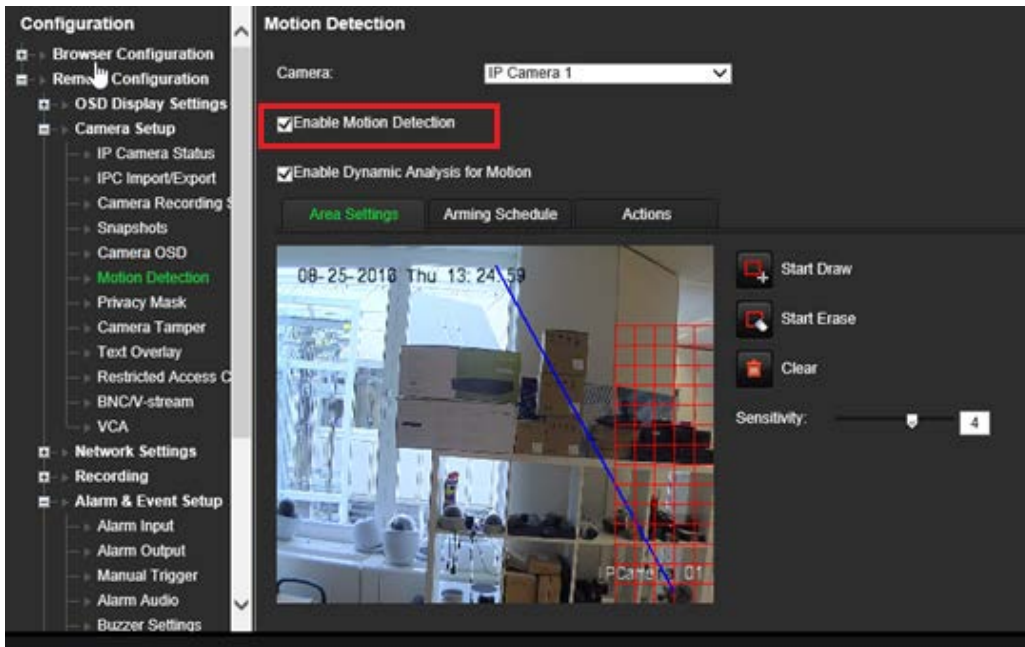 Configuration
Browser Configuration
Remote Configuration
OSD Display Settings
Camera Setup
IP Camera Status
IPC Import/Export
Camera Recording S
Snapshots
Camera OSD
Motion Detection
Privacy Mask
Camera Tamper
Text Overlay
Restricted Access C
BNC/V-stream
VCA
Network Settings
Recording
Alarm & Event Setup
Alarm Input
Alarm Output
Manual Trigger
Alarm Audio
Buzzer Settings
Motion Detection
Camera: IP Camera 1
Enable Motion Detection
Enable Dynamic Analysis for Motion
Area Settings Arming Schedule Actions
08-25-2016 Thu 13:24:59
IPCamera 01
Start Draw
Start Erase
Clear
Sensitivity: 4